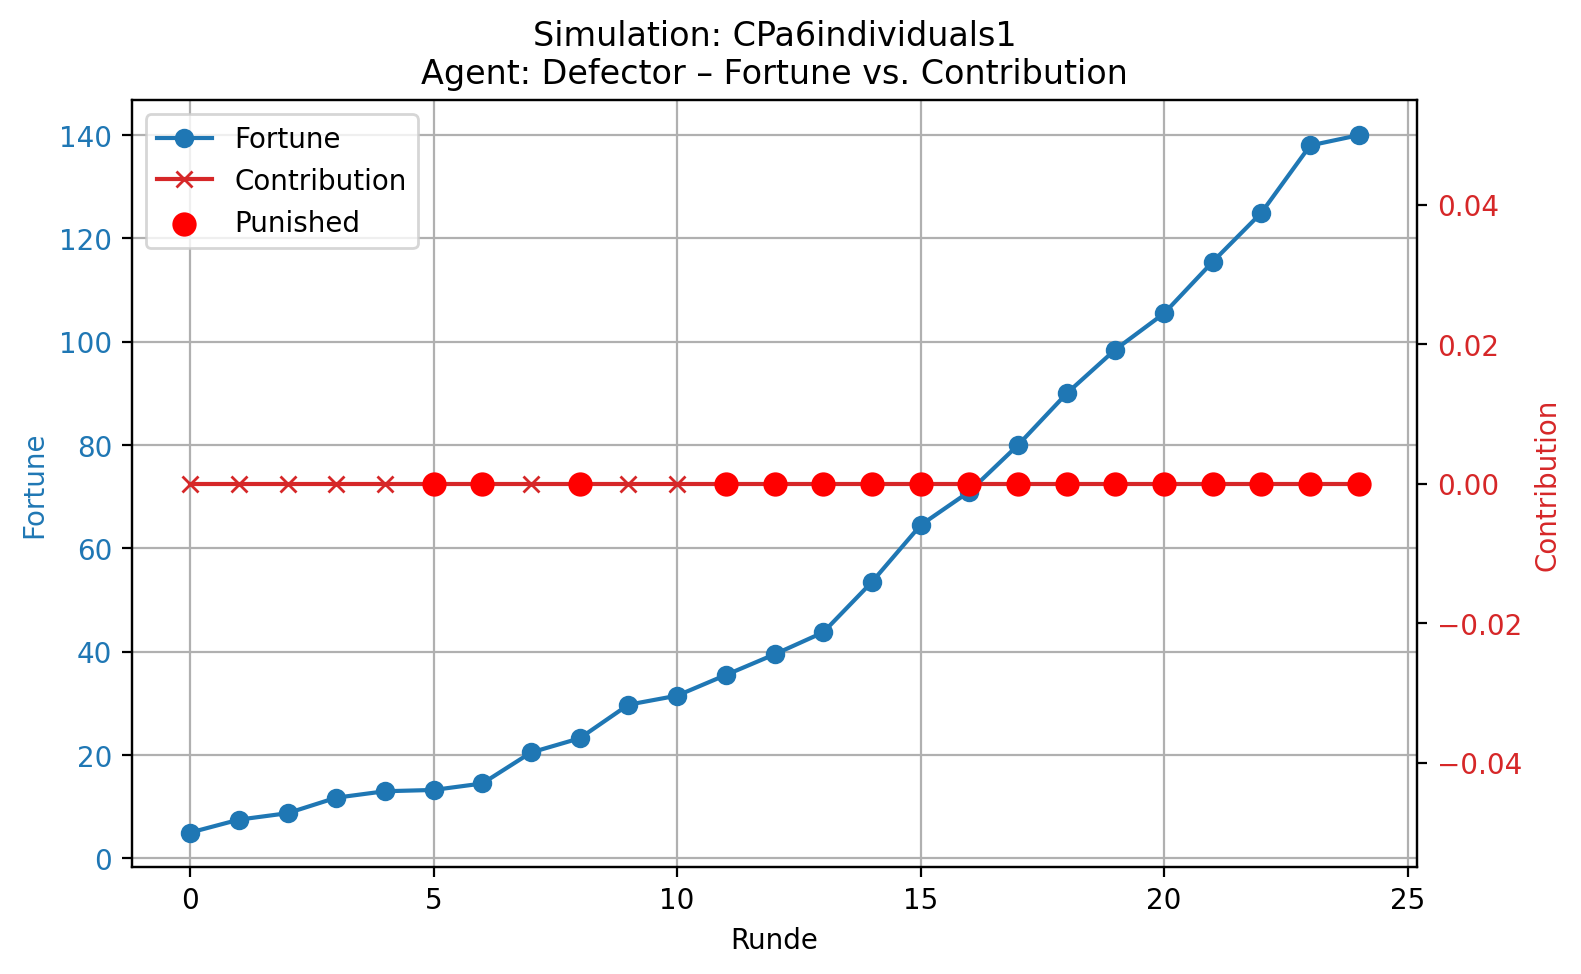 Simulation: CPa6individuals1
Agent: Defector – Fortune vs. Contribution
Fortune
Contribution
Punished
140
120
100
80
60
40
20
0
Fortune
0.04
0.02
0.00
−0.02
−0.04
Contribution
0 5 10 15 20 25
Runde